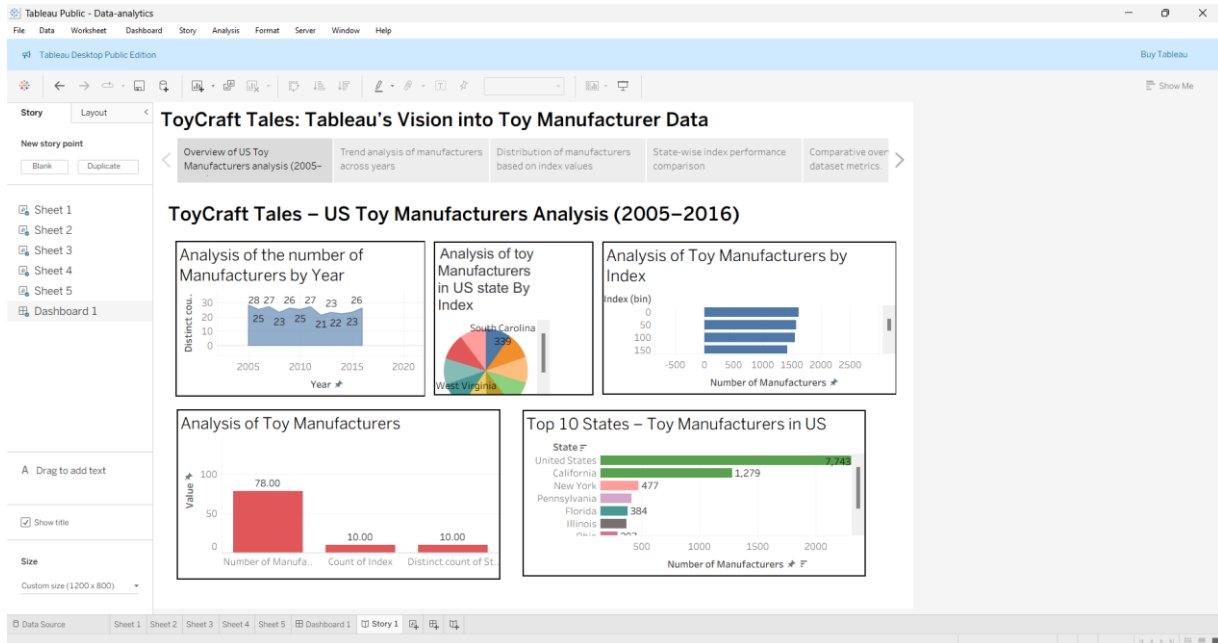 Tableau Public - Data-analytics
File Data Worksheet Dashboard Story Analysis Format Server Window Help
Tableau Desktop Public Edition
Buy Tableau
Show Me
Story Layout
New story point
Blank Duplicate
Sheet 1
Sheet 2
Sheet 3
Sheet 4
Sheet 5
Dashboard 1
A Drag to add text
Show title
Size
Custom size (1200 x 800)
ToyCraft Tales: Tableau's Vision into Toy Manufacturer Data
Overview of US Toy
Manufacturers analysis (2005–
Trend analysis of manufacturers
across years
Distribution of manufacturers
based on index values
State-wise index performance
comparison
Comparative over
dataset metrics.
ToyCraft Tales – US Toy Manufacturers Analysis (2005–2016)
Analysis of the number of
Manufacturers by Year
Distinct cou..
30
20
10
0
28 27 26 27 23 26
25 23 25 21 22 23
2005 2010 2015 2020
Year
Analysis of toy
Manufacturers
in US state By
Index
South Carolina
339
West Virginia
Analysis of Toy Manufacturers by
Index
Index (bin)
0
50
100
150
-500 0 500 1000 1500 2000 2500
Number of Manufacturers
Analysis of Toy Manufacturers
Value
100
50
0
78.00
10.00
10.00
Number of Manufa.. Count of Index Distinct count of St..
Top 10 States – Toy Manufacturers in US
State
United States 7,743
California 1,279
New York 477
Pennsylvania
Florida 384
Illinois
Ohio 297
500 1000 1500 2000
Number of Manufacturers
Data Source Sheet 1 Sheet 2 Sheet 3 Sheet 4 Sheet 5 Dashboard 1 Story 1